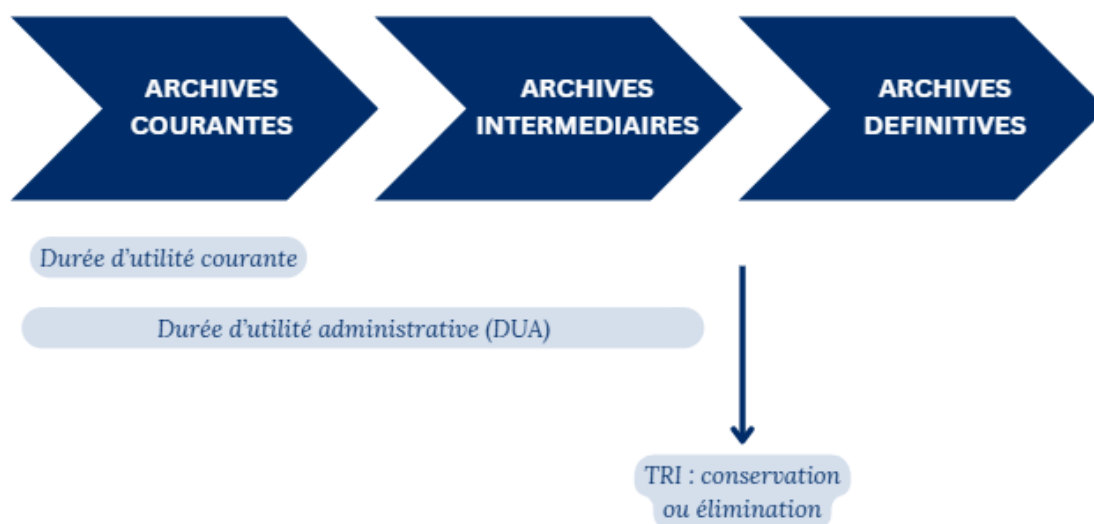 ARCHIVES
COURANTES
ARCHIVES
INTERMEDIAIRES
ARCHIVES
DEFINITIVES
Durée d'utilité courante
Durée d'utilité administrative (DUA)
TRI : conservation
ou élimination